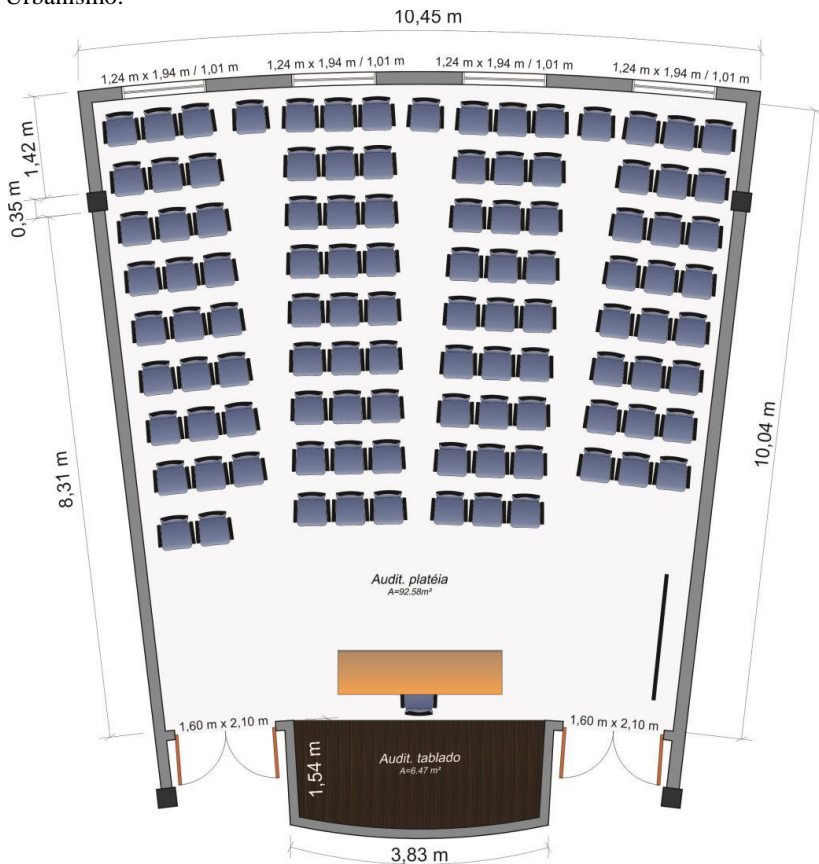 Urbanismo.
10,45 m
1,24 m x 1,94 m / 1,01 m
1,24 m x 1,94 m / 1,01 m
1,24 m x 1,94 m / 1,01 m
1,24 m x 1,94 m / 1,01 m
1,42 m
0,35 m
8,31 m
10,04 m
Audit. platéia
A=92.58m²
1,60 m x 2,10 m
1,60 m x 2,10 m
1,54 m
Audit. tablado
A=6.47 m²
3,83 m